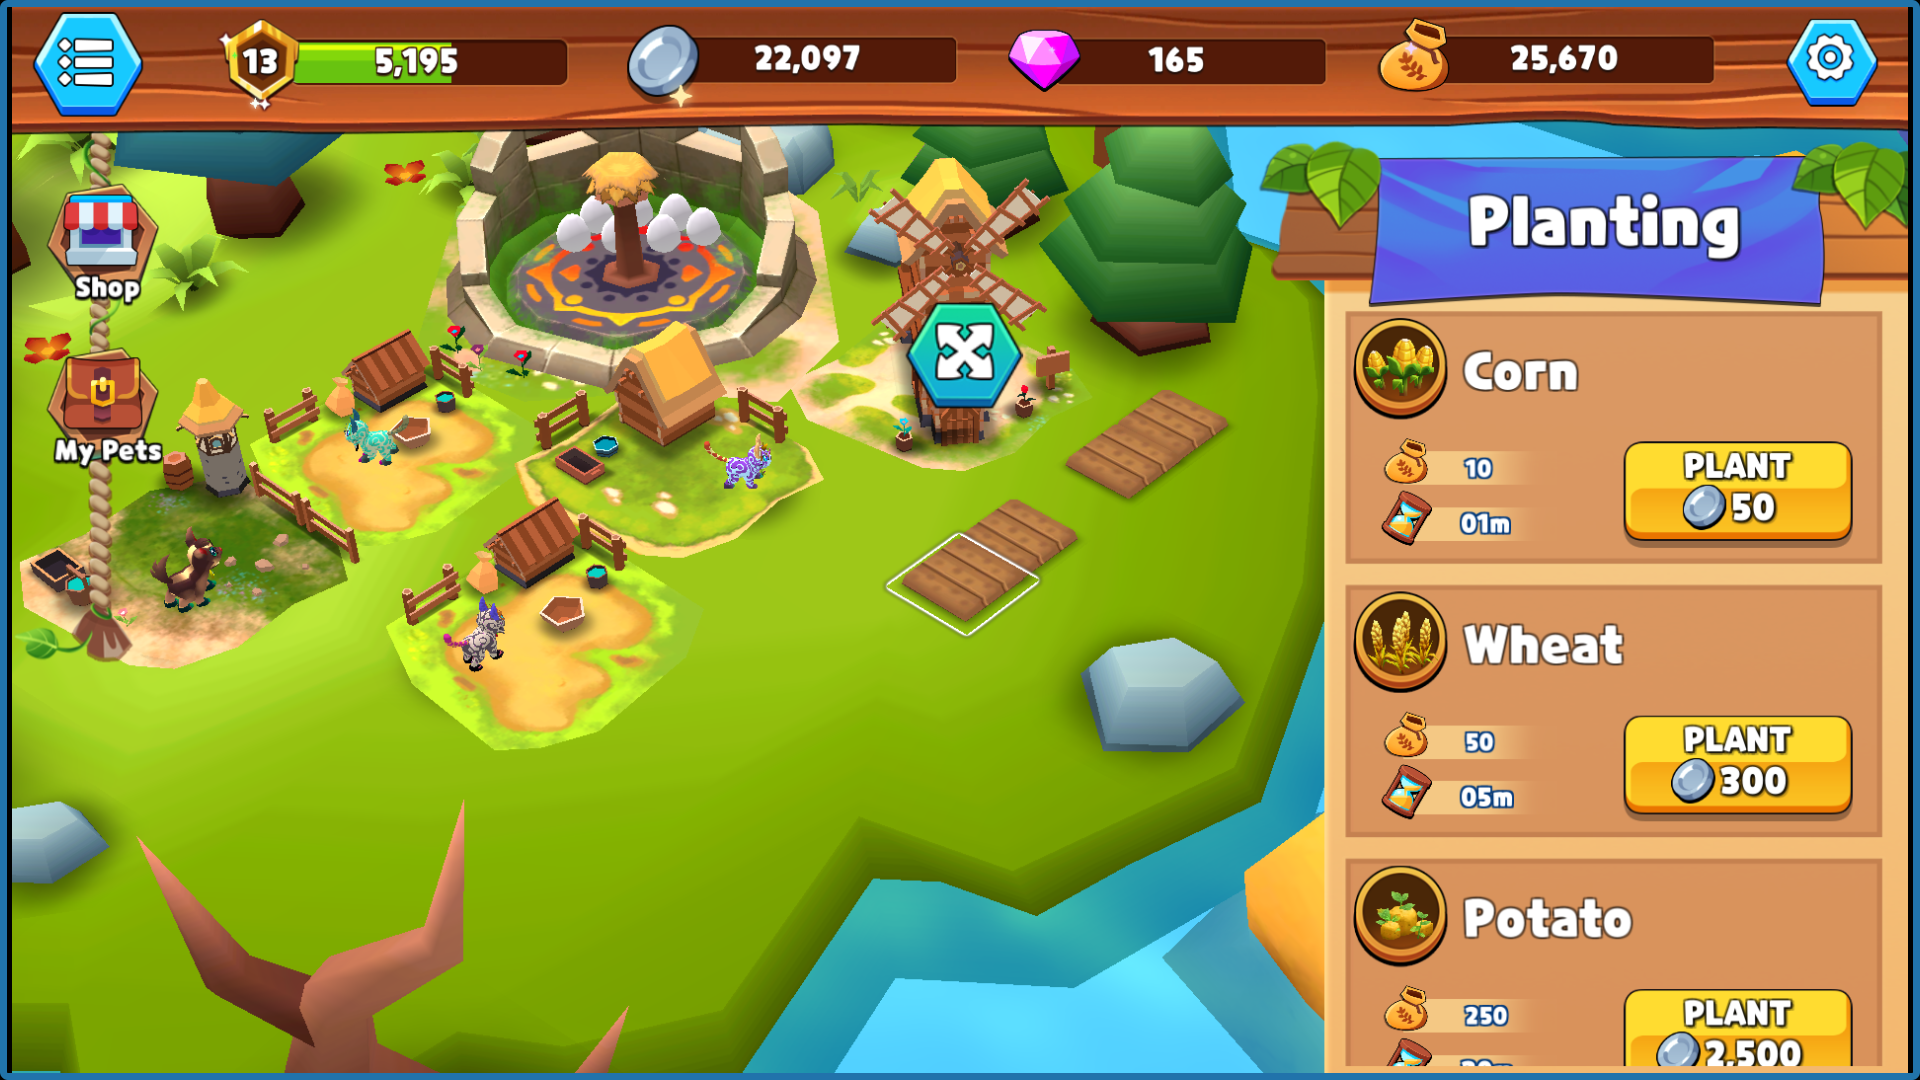 13
5,195
22,097
165
25,670
Shop
My Pets
Planting
Corn
10
01m
PLANT
50
Wheat
50
05m
PLANT
300
Potato
250
PLANT
2,500